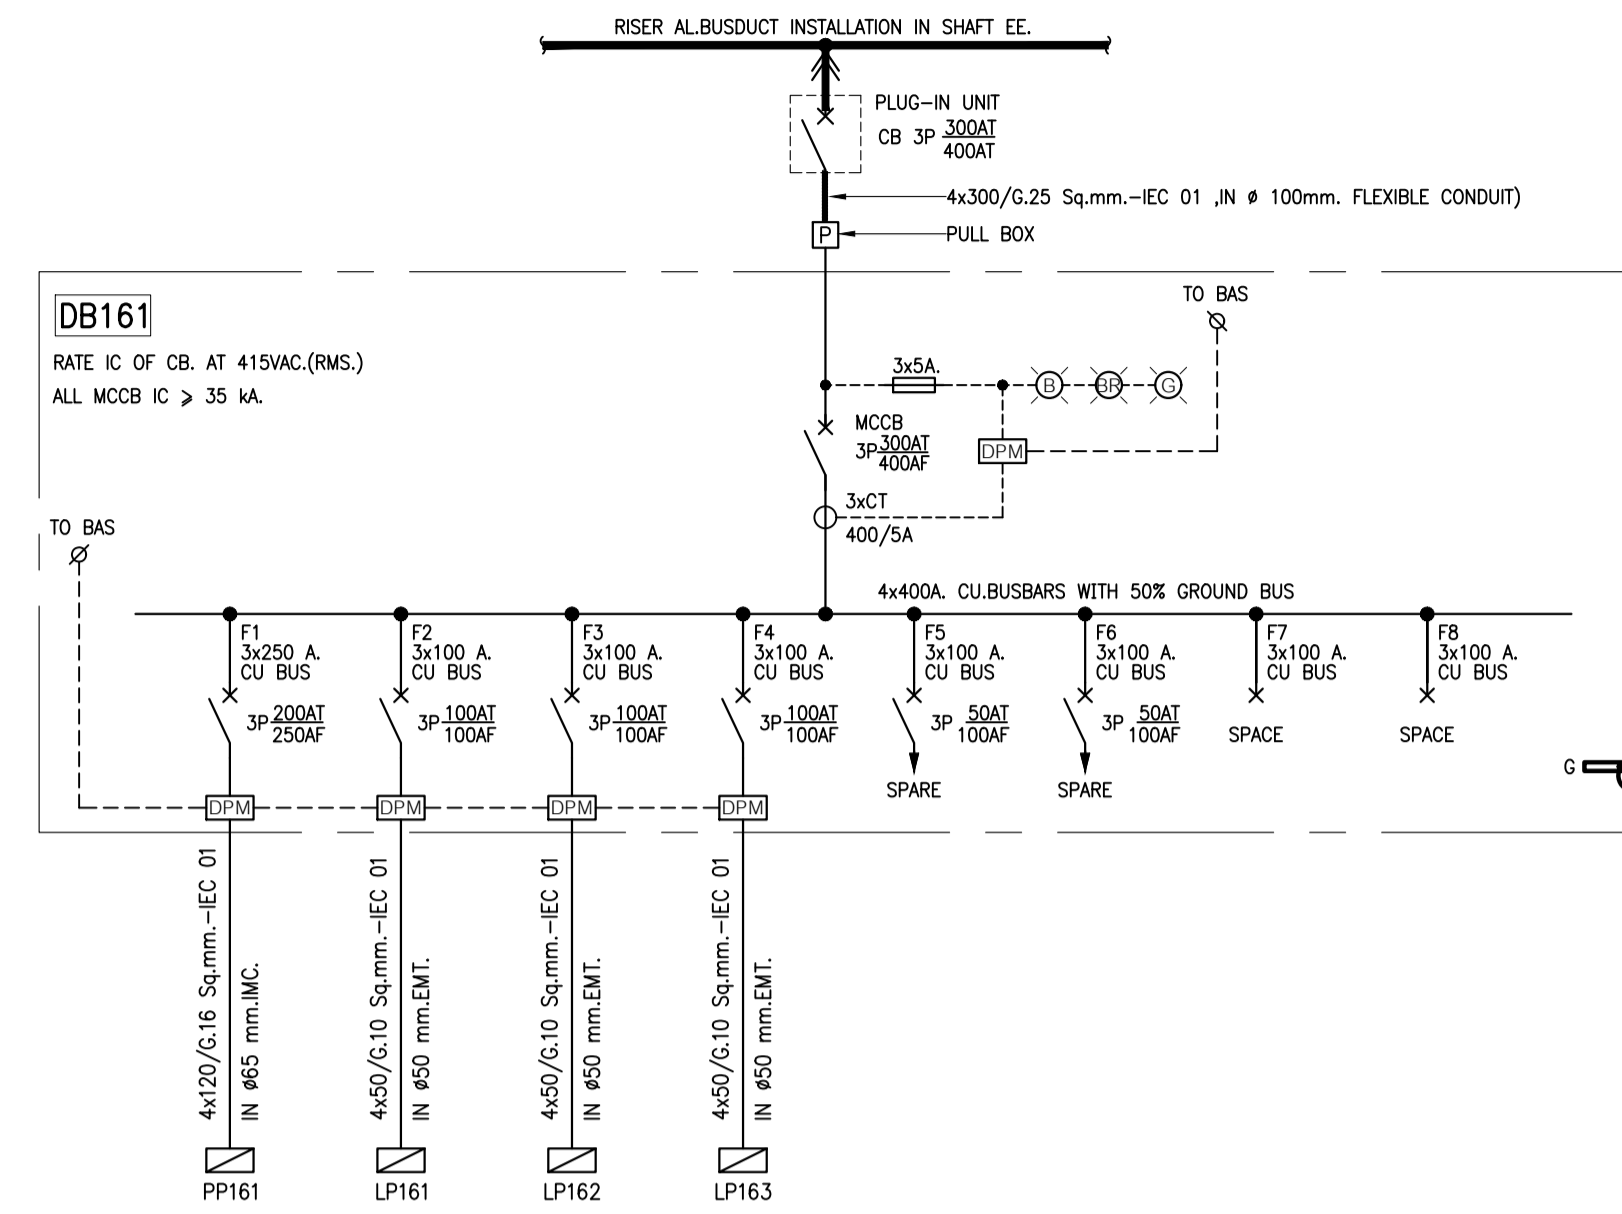 RISER AL.BUSDUCT INSTALLATION IN SHAFT EE.
PLUG-IN UNIT
CB 3P 300AT
400AT
4x300/G.25 Sq.mm.-IEC 01 ,IN ø 100mm. FLEXIBLE CONDUIT)
P
PULL BOX
DB161
RATE IC OF CB. AT 415VAC.(RMS.)
ALL MCCB IC ⩾ 35 kA.
TO BAS
3x5A.
B
BR
G
MCCB
3P 300AT
400AF
DPM
3xCT
400/5A
TO BAS
4x400A. CU.BUSBARS WITH 50% GROUND BUS
F1
3x250 A.
CU BUS
3P 200AT
250AF
F2
3x100 A.
CU BUS
3P 100AT
100AF
F3
3x100 A.
CU BUS
3P 100AT
100AF
F4
3x100 A.
CU BUS
3P 100AT
100AF
F5
3x100 A.
CU BUS
3P 50AT
100AF
SPARE
F6
3x100 A.
CU BUS
3P 50AT
100AF
SPARE
F7
3x100 A.
CU BUS
SPACE
F8
3x100 A.
CU BUS
SPACE
G
DPM
DPM
DPM
DPM
4x120/G.16 Sq.mm.-IEC 01
IN ø65 mm.IMC.
4x50/G.10 Sq.mm.-IEC 01
IN ø50 mm.EMT.
4x50/G.10 Sq.mm.-IEC 01
IN ø50 mm.EMT.
4x50/G.10 Sq.mm.-IEC 01
IN ø50 mm.EMT.
PP161
LP161
LP162
LP163